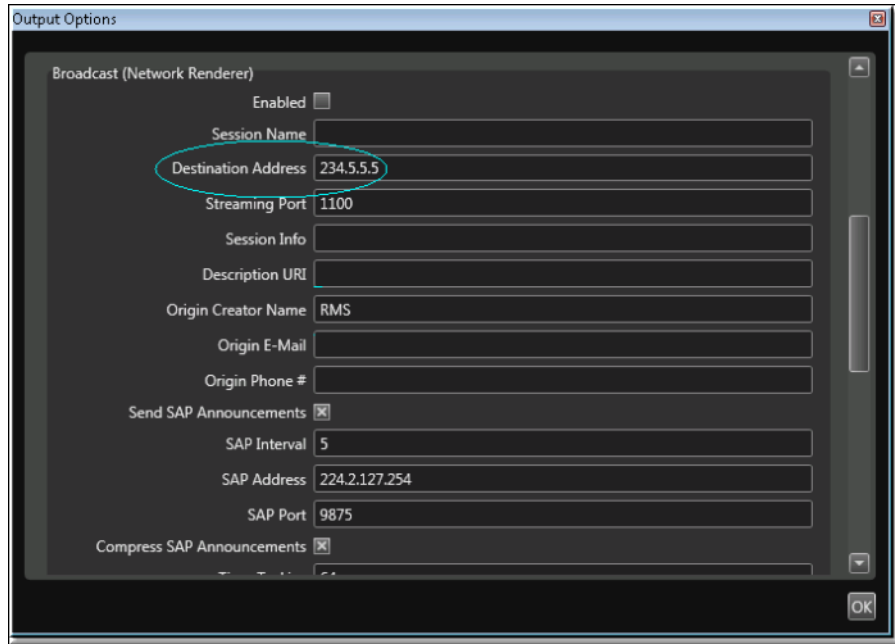 Output Options
Broadcast (Network Renderer)
Enabled
Session Name
Destination Address 234.5.5.5
Streaming Port 1100
Session Info
Description URI
Origin Creator Name RMS
Origin E-Mail
Origin Phone #
Send SAP Announcements
SAP Interval 5
SAP Address 224.2.127.254
SAP Port 9875
Compress SAP Announcements
OK